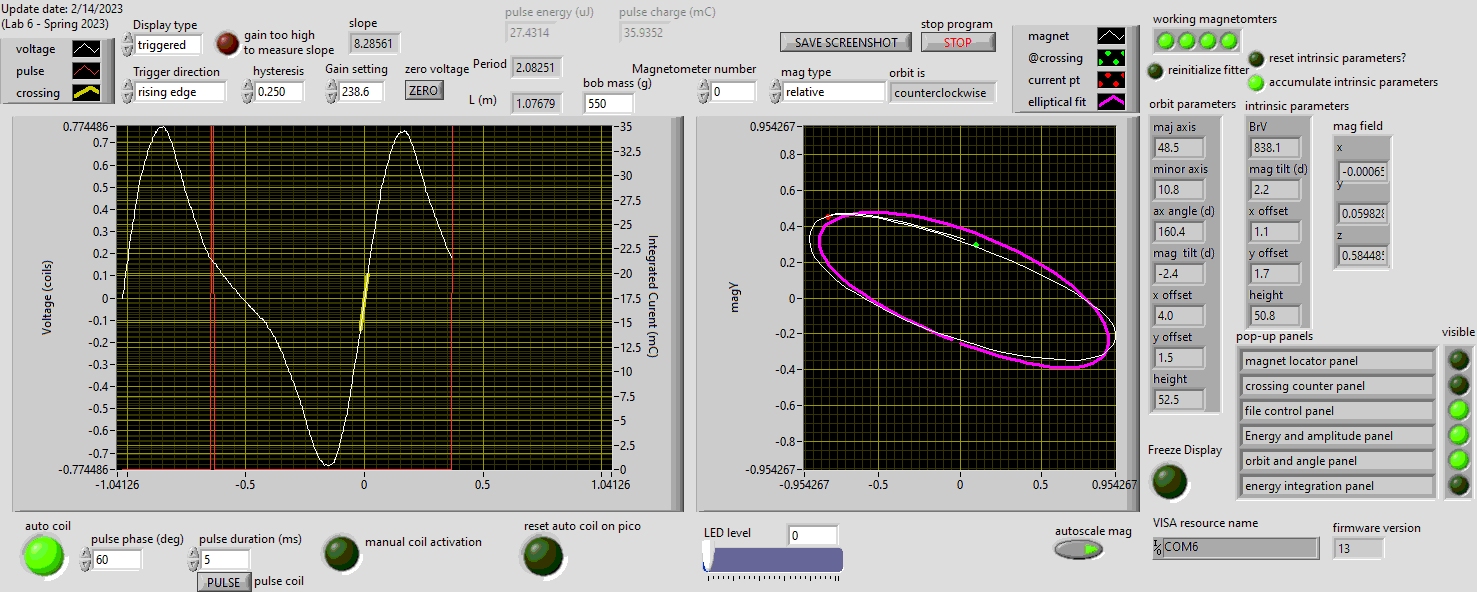 Update date: 2/14/2023
(Lab 6 - Spring 2023)
voltage
pulse
crossing
Display type
triggered
gain too high
to measure slope
slope
8.28561
Trigger direction
rising edge
hysteresis
0.250
Gain setting
238.6
zero voltage
ZERO
pulse energy (uJ)
27.4314
pulse charge (mC)
35.9352
Period
2.08251
L (m)
1.07679
bob mass (g)
550
Magnetometer number
0
mag type
relative
orbit is
counterclockwise
SAVE SCREENSHOT
stop program
STOP
magnet
@crossing
current pt
elliptical fit
working magnetomters
reinitialize fitter
reset intrinsic parameters?
accumulate intrinsic parameters
orbit parameters
maj axis
48.5
minor axis
10.8
ax angle (d)
160.4
mag tilt (d)
-2.4
x offset
4.0
y offset
1.5
height
52.5
intrinsic parameters
BrV
838.1
mag tilt (d)
2.2
x offset
1.1
y offset
1.7
height
50.8
mag field
x
-0.00065
y
0.059828
z
0.584485
Voltage (coils)
0.774486
0.7
0.6
0.5
0.4
0.3
0.2
0.1
0
-0.1
-0.2
-0.3
-0.4
-0.5
-0.6
-0.7
-0.774486
-1.04126
-0.5
0
0.5
1.04126
35
32.5
30
27.5
25
22.5
20
17.5
15
12.5
10
7.5
5
2.5
0
Integrated Curent (mC)
magy
0.954267
0.8
0.6
0.4
0.2
0
-0.2
-0.4
-0.6
-0.8
-0.954267
-0.954267
-0.5
0
0.5
0.954267
pop-up panels
visible
magnet locator panel
crossing counter panel
file control panel
Energy and amplitude panel
orbit and angle panel
energy integration panel
Freeze Display
auto coil
pulse phase (deg)
60
pulse duration (ms)
5
PULSE
pulse coil
manual coil activation
reset auto coil on pico
LED level
0
autoscale mag
VISA resource name
COM6
firmware version
13